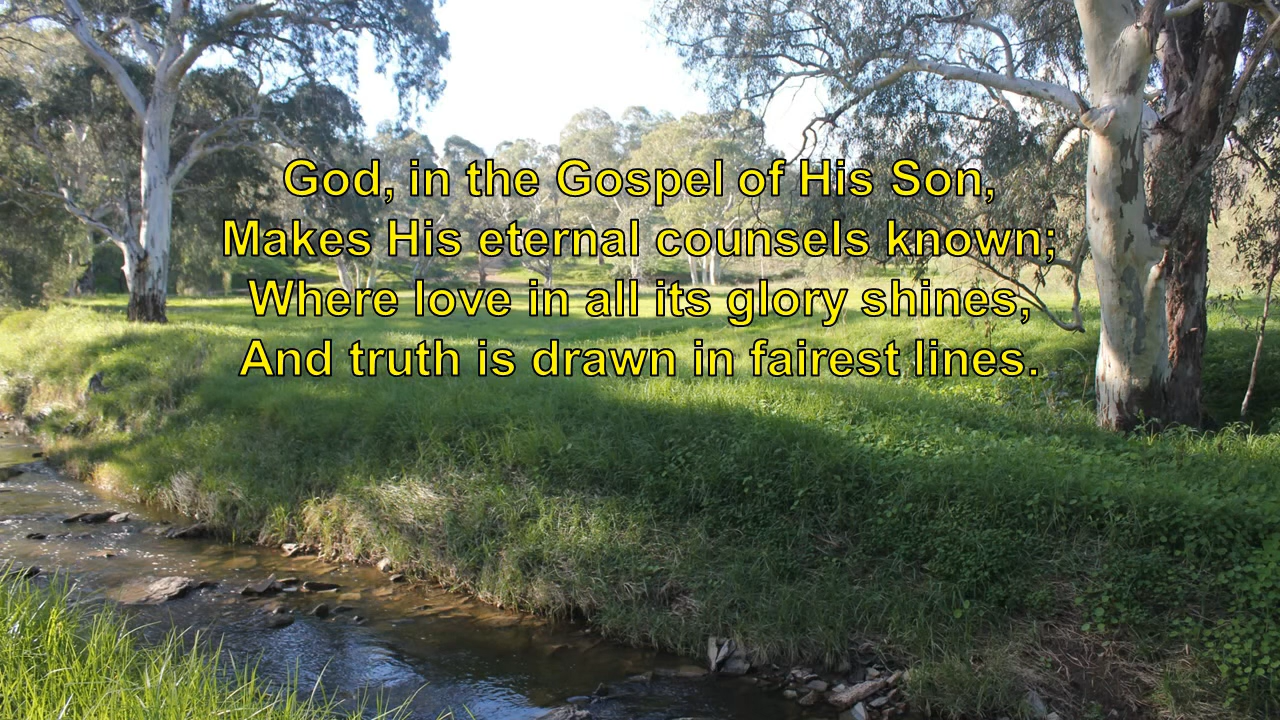 God, in the Gospel of His Son,
Makes His eternal counsels known;
Where love in all its glory shines,
And truth is drawn in fairest lines.